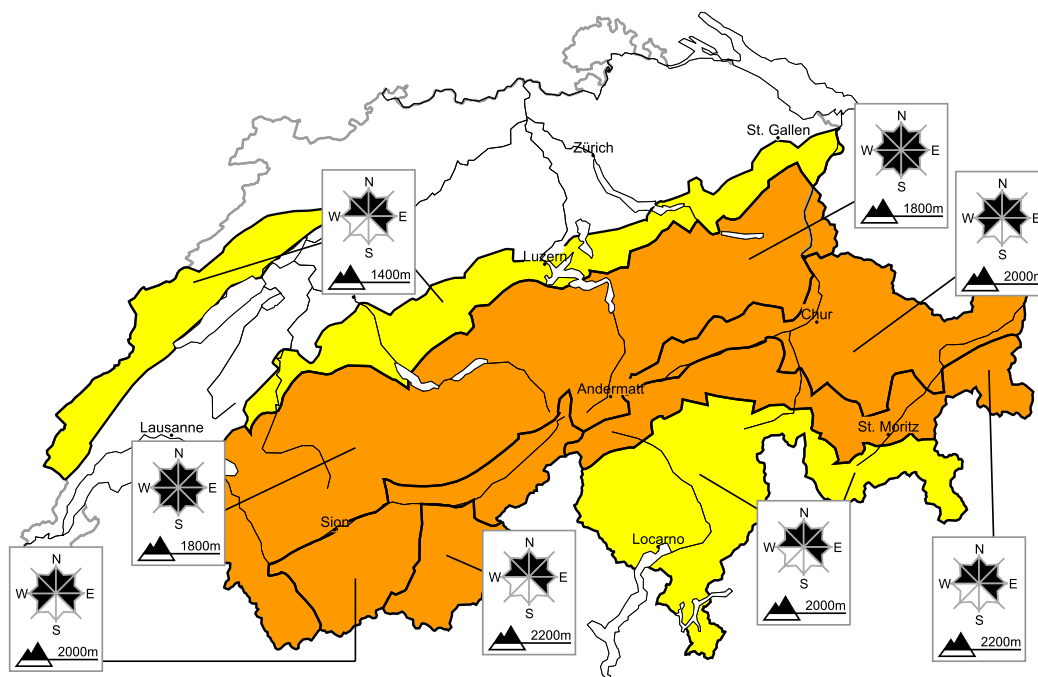 St. Gallen
Zürich
N
W E
S
1800m
N
W E
S
2000m
N
W E
S
1400m
Luzern
Chur
Andermatt
Lausanne
St. Moritz
N
W E
S
1800m
Sion
Locarno
N
W E
S
2000m
N
W E
S
2200m
N
W E
S
2000m
N
W E
S
2200m